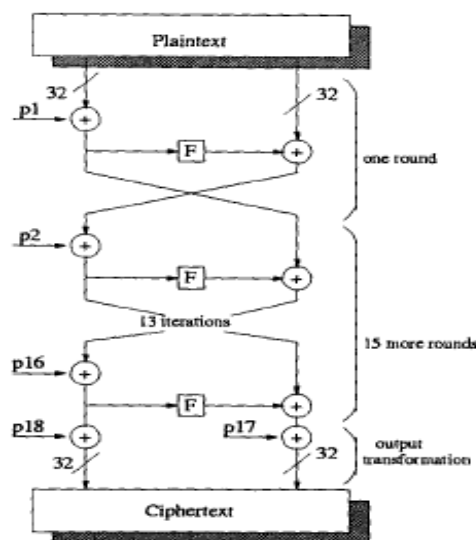 Plaintext
32
32
p1
F
one round
p2
F
13 iterations
15 more rounds
p16
F
p18
p17
output
transformation
32
32
Ciphertext